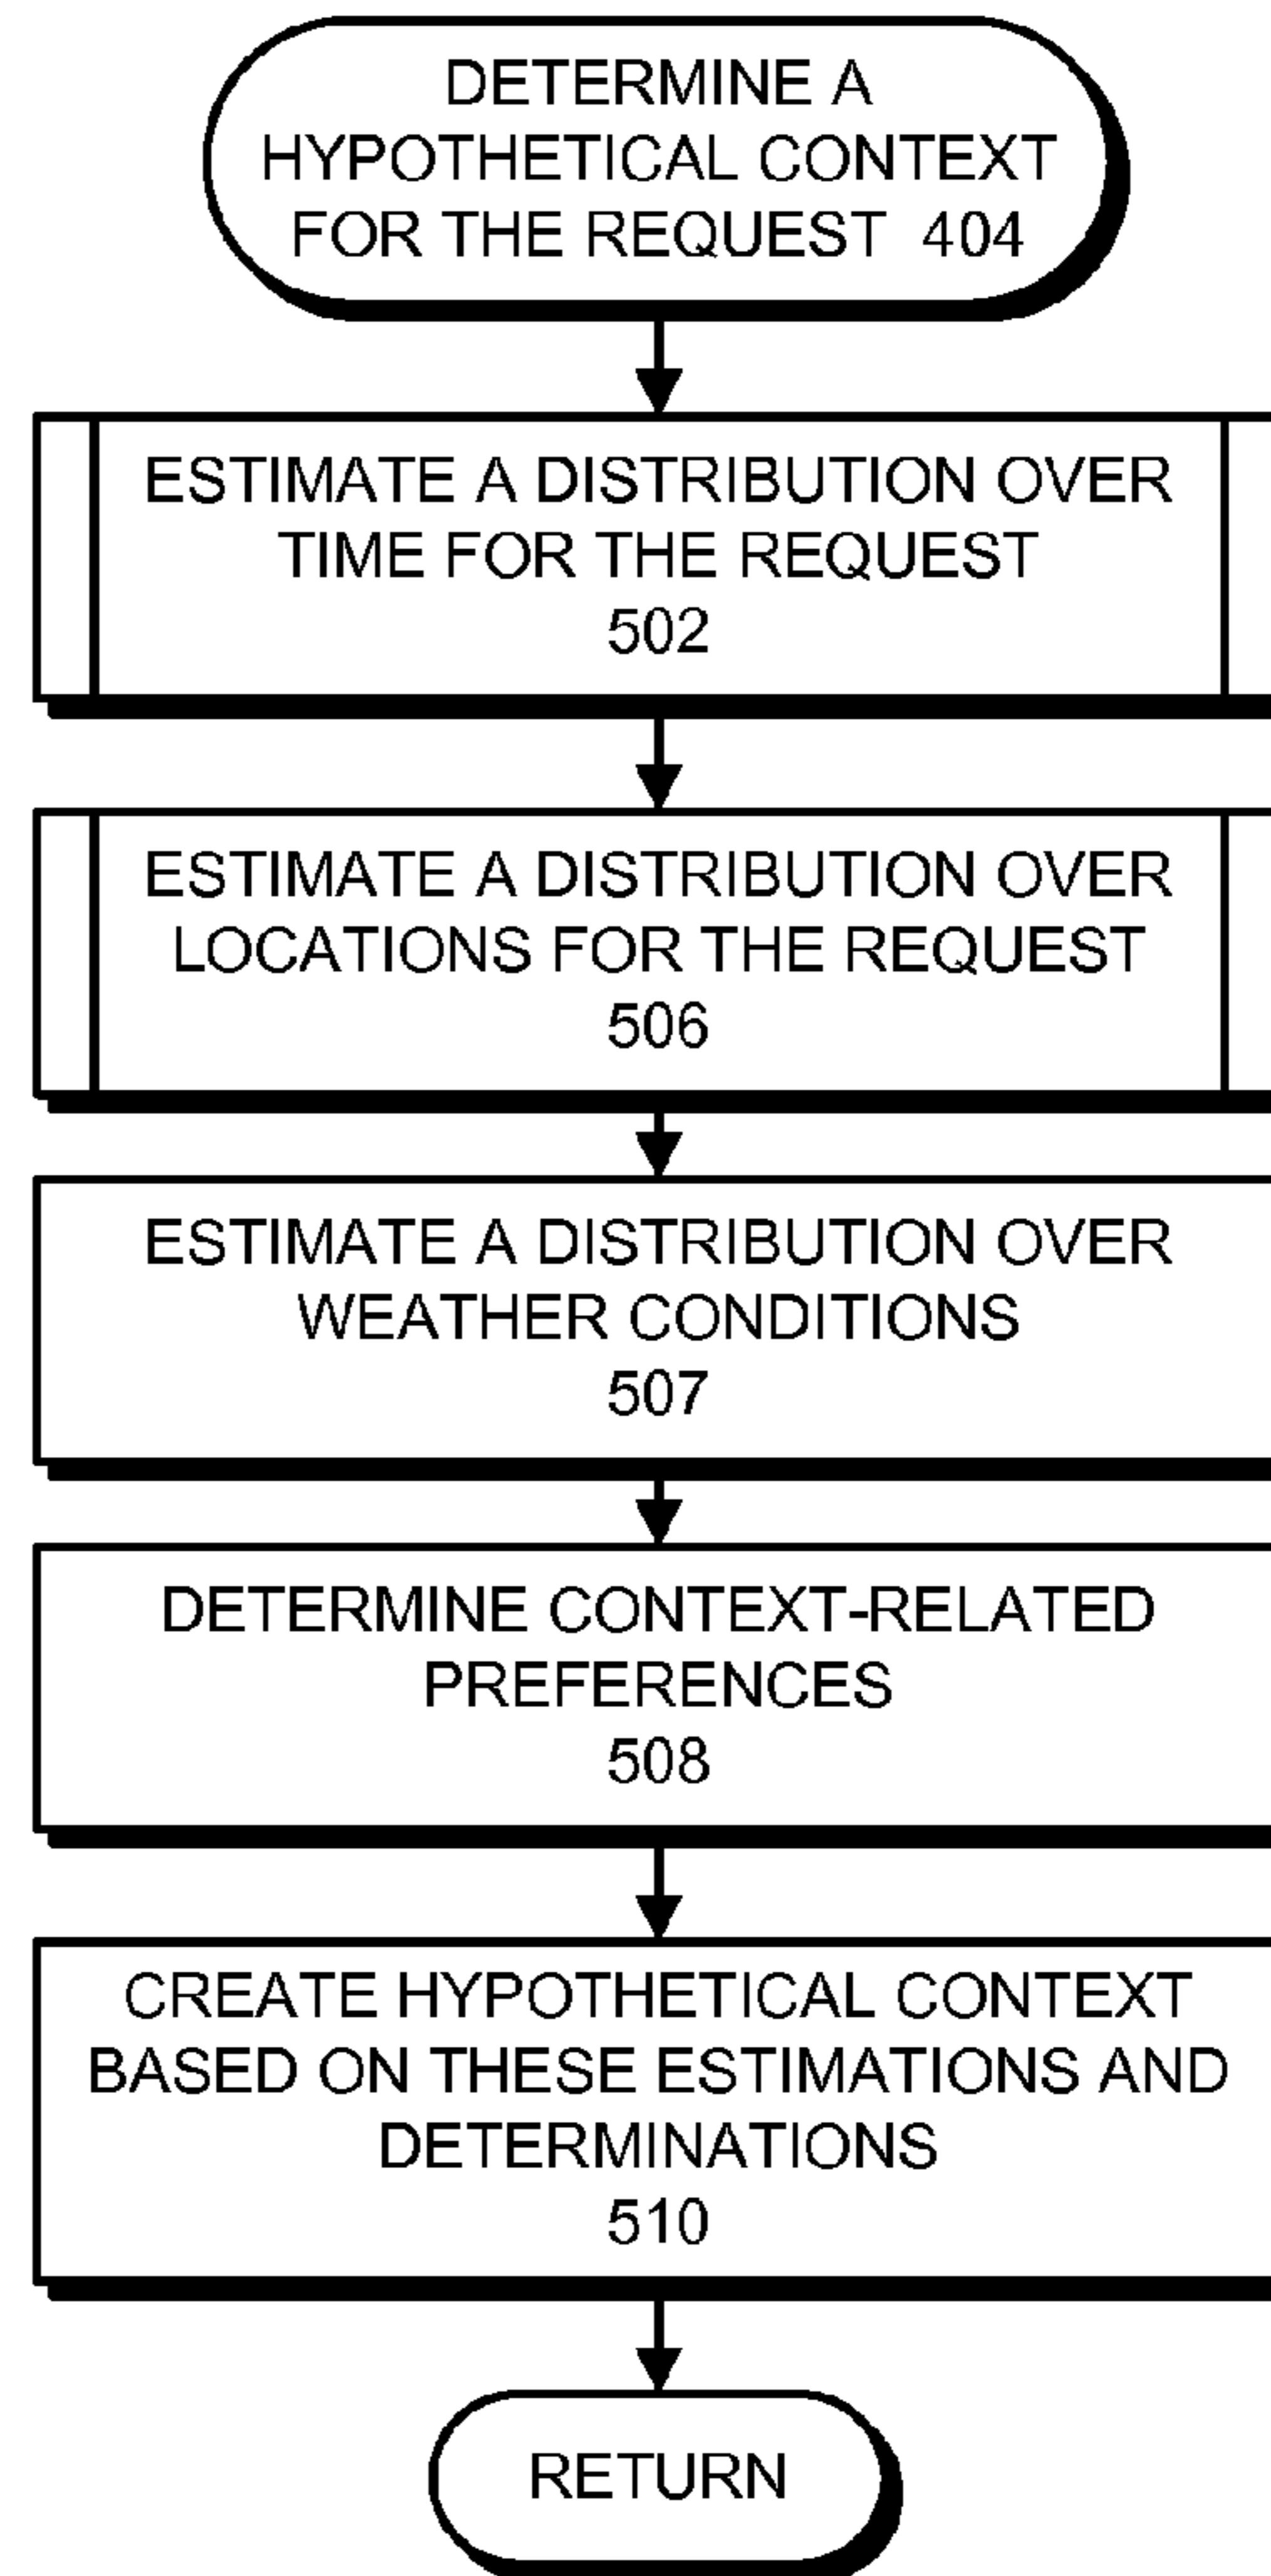 DETERMINE A
HYPOTHETICAL CONTEXT
FOR THE REQUEST 404
ESTIMATE A DISTRIBUTION OVER
TIME FOR THE REQUEST
502
ESTIMATE A DISTRIBUTION OVER
LOCATIONS FOR THE REQUEST
506
ESTIMATE A DISTRIBUTION OVER
WEATHER CONDITIONS
507
DETERMINE CONTEXT-RELATED
PREFERENCES
508
CREATE HYPOTHETICAL CONTEXT
BASED ON THESE ESTIMATIONS AND
DETERMINATIONS
510
RETURN